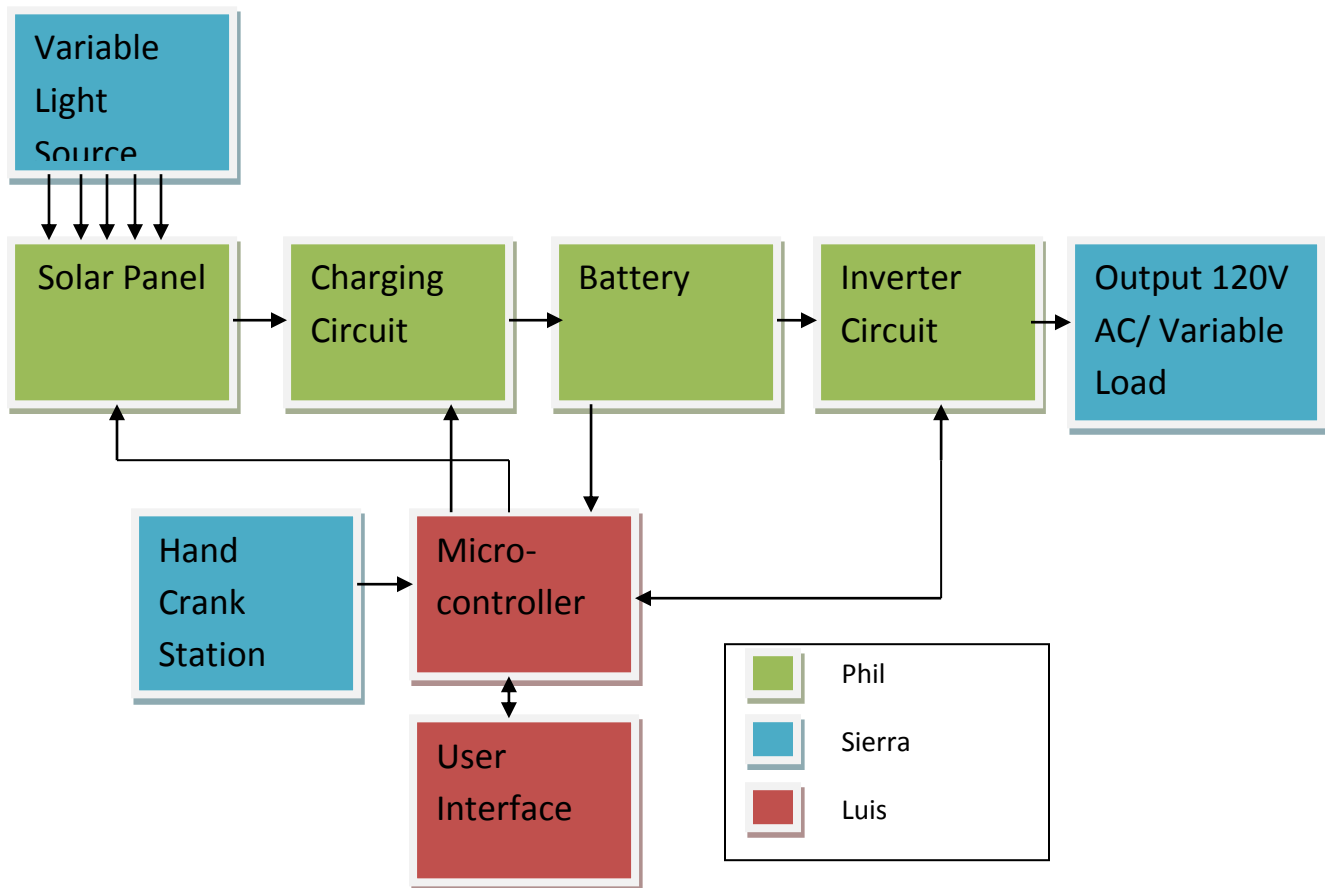 Variable
Light
Source
Solar Panel
Charging
Circuit
Battery
Inverter
Circuit
Output 120V
AC/ Variable
Load
Hand
Crank
Station
Micro-
controller
User
Interface
Phil
Sierra
Luis